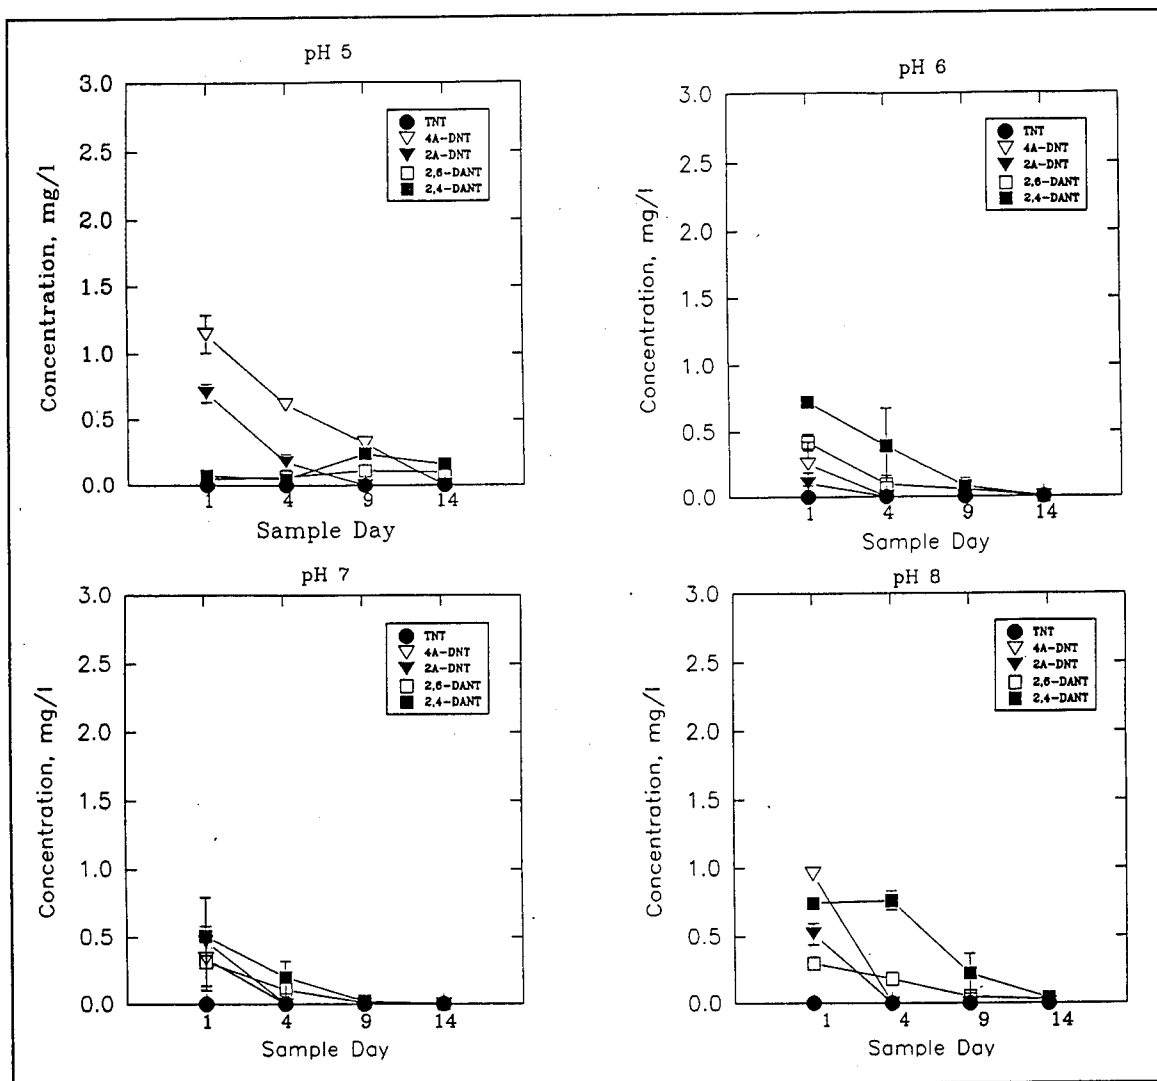 pH 5
3.0
2.5
2.0
1.5
1.0
0.5
0.0
Concentration, mg/l
TNT
4A-DNT
2A-DNT
2,6-DANT
2,4-DANT
1 4 9 14
Sample Day
pH 6
3.0
2.5
2.0
1.5
1.0
0.5
0.0
Concentration, mg/l
TNT
4A-DNT
2A-DNT
2,6-DANT
2,4-DANT
1 4 9 14
Sample Day
pH 7
3.0
2.5
2.0
1.5
1.0
0.5
0.0
Concentration, mg/l
TNT
4A-DNT
2A-DNT
2,6-DANT
2,4-DANT
1 4 9 14
Sample Day
pH 8
3.0
2.5
2.0
1.5
1.0
0.5
0.0
Concentration, mg/l
TNT
4A-DNT
2A-DNT
2,6-DANT
2,4-DANT
1 4 9 14
Sample Day